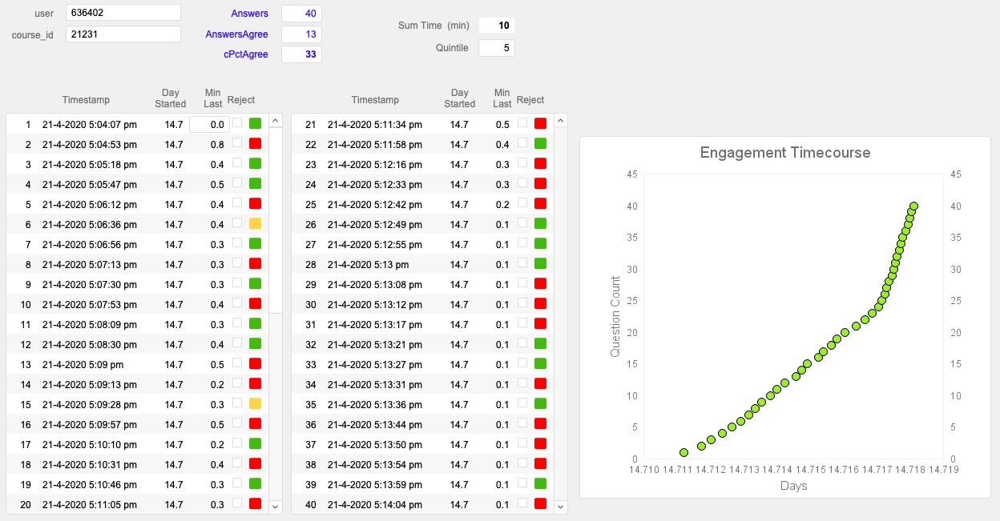 user 636402
course_id 21231
Answers 40
AnswersAgree 13
cPctAgree 33
Sum Time (min) 10
Quintile 5
Timestamp Day Started Min Last Reject
1 21-4-2020 5:04:07 pm 14.7 0.0
2 21-4-2020 5:04:53 pm 14.7 0.8
3 21-4-2020 5:05:18 pm 14.7 0.4
4 21-4-2020 5:05:47 pm 14.7 0.5
5 21-4-2020 5:06:12 pm 14.7 0.4
6 21-4-2020 5:06:36 pm 14.7 0.4
7 21-4-2020 5:06:56 pm 14.7 0.3
8 21-4-2020 5:07:13 pm 14.7 0.3
9 21-4-2020 5:07:30 pm 14.7 0.3
10 21-4-2020 5:07:53 pm 14.7 0.4
11 21-4-2020 5:08:09 pm 14.7 0.3
12 21-4-2020 5:08:30 pm 14.7 0.4
13 21-4-2020 5:09 pm 14.7 0.5
14 21-4-2020 5:09:13 pm 14.7 0.2
15 21-4-2020 5:09:28 pm 14.7 0.3
16 21-4-2020 5:09:57 pm 14.7 0.5
17 21-4-2020 5:10:10 pm 14.7 0.2
18 21-4-2020 5:10:31 pm 14.7 0.4
19 21-4-2020 5:10:46 pm 14.7 0.3
20 21-4-2020 5:11:05 pm 14.7 0.3
Timestamp Day Started Min Last Reject
21 21-4-2020 5:11:34 pm 14.7 0.5
22 21-4-2020 5:11:58 pm 14.7 0.4
23 21-4-2020 5:12:16 pm 14.7 0.3
24 21-4-2020 5:12:33 pm 14.7 0.3
25 21-4-2020 5:12:42 pm 14.7 0.2
26 21-4-2020 5:12:49 pm 14.7 0.1
27 21-4-2020 5:12:55 pm 14.7 0.1
28 21-4-2020 5:13 pm 14.7 0.1
29 21-4-2020 5:13:08 pm 14.7 0.1
30 21-4-2020 5:13:12 pm 14.7 0.1
31 21-4-2020 5:13:17 pm 14.7 0.1
32 21-4-2020 5:13:21 pm 14.7 0.1
33 21-4-2020 5:13:27 pm 14.7 0.1
34 21-4-2020 5:13:31 pm 14.7 0.1
35 21-4-2020 5:13:36 pm 14.7 0.1
36 21-4-2020 5:13:44 pm 14.7 0.1
37 21-4-2020 5:13:50 pm 14.7 0.1
38 21-4-2020 5:13:54 pm 14.7 0.1
39 21-4-2020 5:13:59 pm 14.7 0.1
40 21-4-2020 5:14:04 pm 14.7 0.1
Engagement Timecourse
Question Count
45 45
40 40
35 35
30 30
25 25
20 20
15 15
10 10
5 5
0 0
14.710 14.711 14.712 14.713 14.714 14.715 14.716 14.717 14.718 14.719
Days